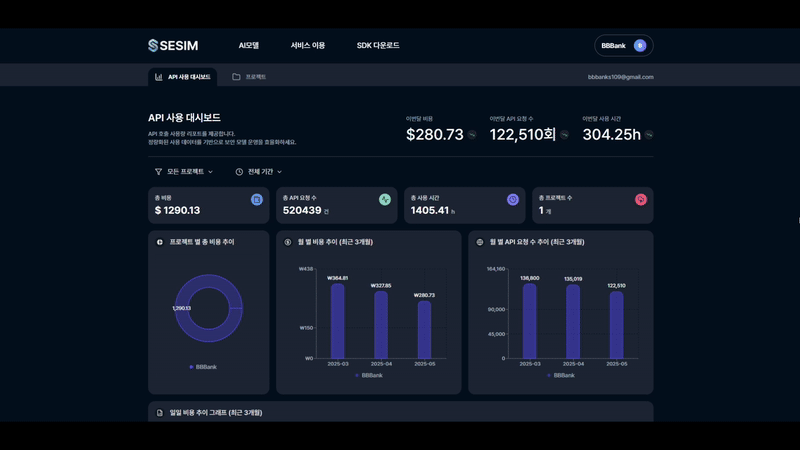 SESIM
AI모델
서비스 이용
SDK 다운로드
BBBank
B
API 사용 대시보드
프로젝트
bbbanks109@gmail.com
API 사용 대시보드
API 호출 사용량 리포트를 제공합니다.
정량화된 사용 데이터를 기반으로 보안 모델 운영을 효율화하세요.
이번달 비용
$280.73
이번달 API 요청 수
122,510회
이번달 사용 시간
304.25h
모든 프로젝트
전체 기간
총 비용
$ 1290.13
총 API 요청 수
520439 건
총 사용 시간
1405.41 h
총 프로젝트 수
1 개
프로젝트 별 총 비용 추이
1,290.13
BBBank
월 별 비용 추이 (최근 3개월)
₩438
₩150
₩0
₩364.81
₩327.85
₩280.73
2025-03
2025-04
2025-05
BBBank
월 별 API 요청 수 추이 (최근 3개월)
164,160
90,000
45,000
0
136,800
135,019
122,510
2025-03
2025-04
2025-05
BBBank
일일 비용 추이 그래프 (최근 3개월)